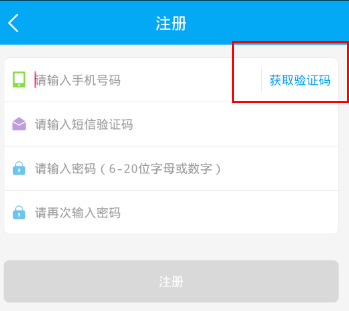 注册
请输入手机号码 获取验证码
请输入短信验证码
请输入密码（6-20位字母或数字）
请再次输入密码
注册